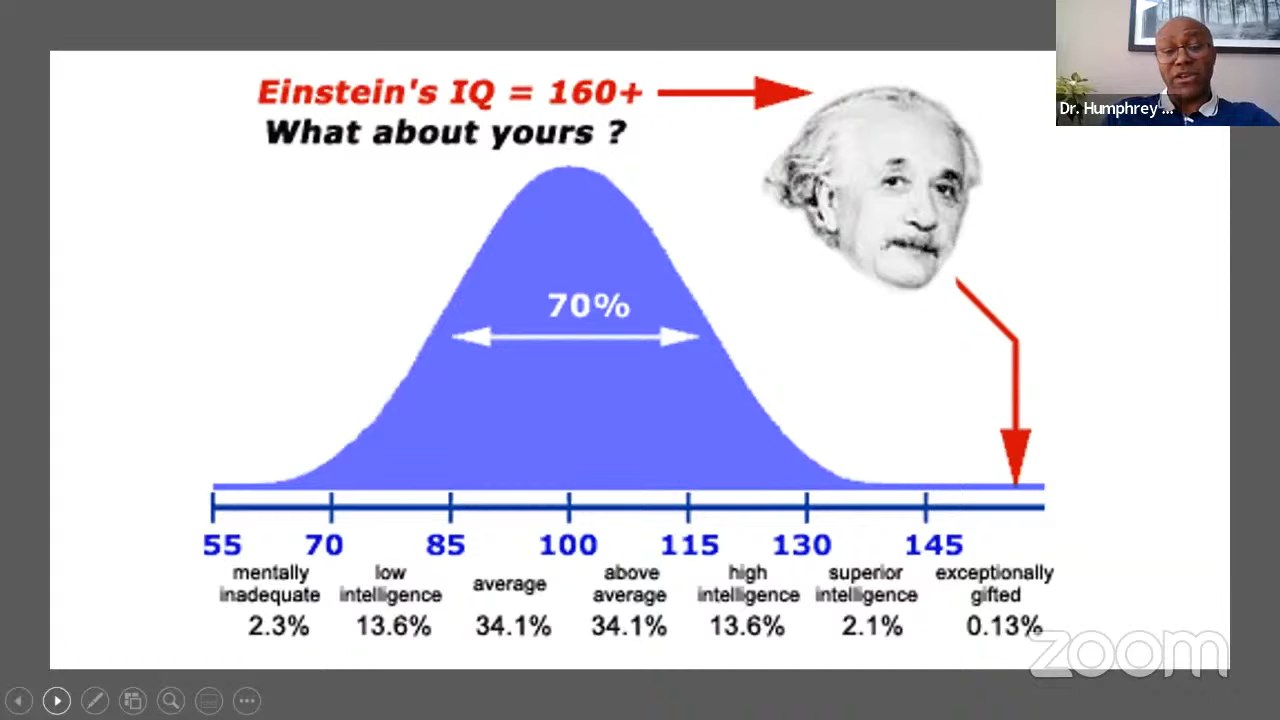 Einstein's IQ = 160+
What about yours ?
Dr. Humphrey ...
70%
55 70 85 100 115 130 145
mentally inadequate
low intelligence
average
above average
high intelligence
superior intelligence
exceptionally gifted
2.3% 13.6% 34.1% 34.1% 13.6% 2.1% 0.13%
zoom